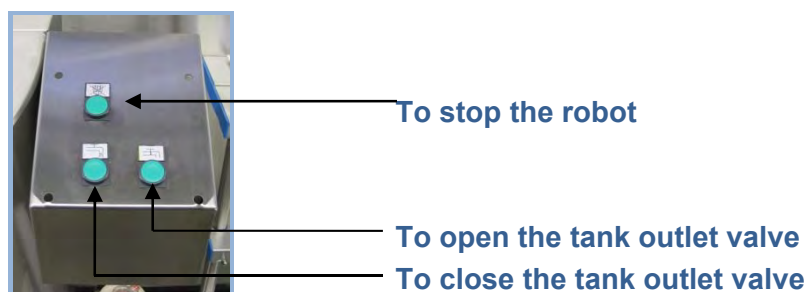 To stop the robot
To open the tank outlet valve
To close the tank outlet valve